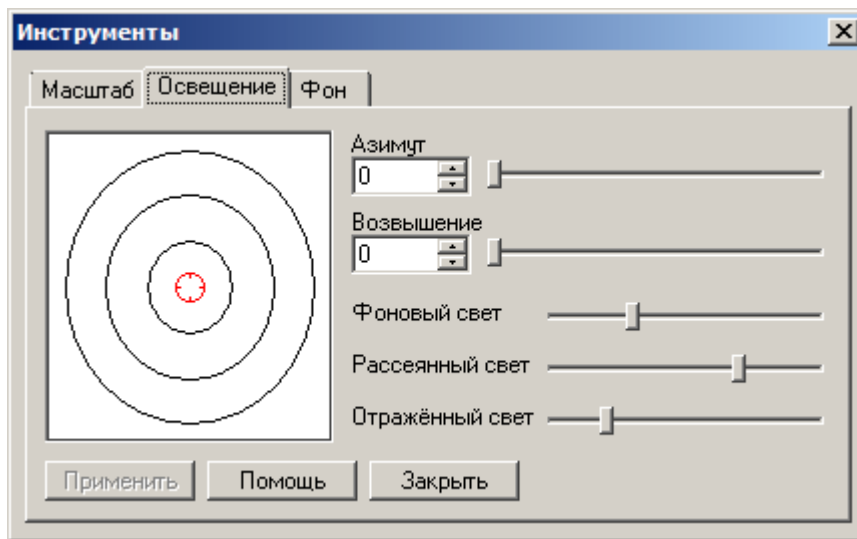 Инструменты
Масштаб Освещение Фон
Азимут
0
Возвышение
0
Фоновый свет
Рассеянный свет
Отражённый свет
Применить Помощь Закрыть